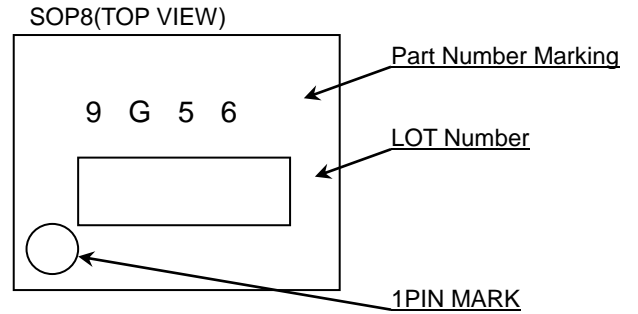 SOP8(TOP VIEW)
Part Number Marking
9 G 5 6
LOT Number
1PIN MARK